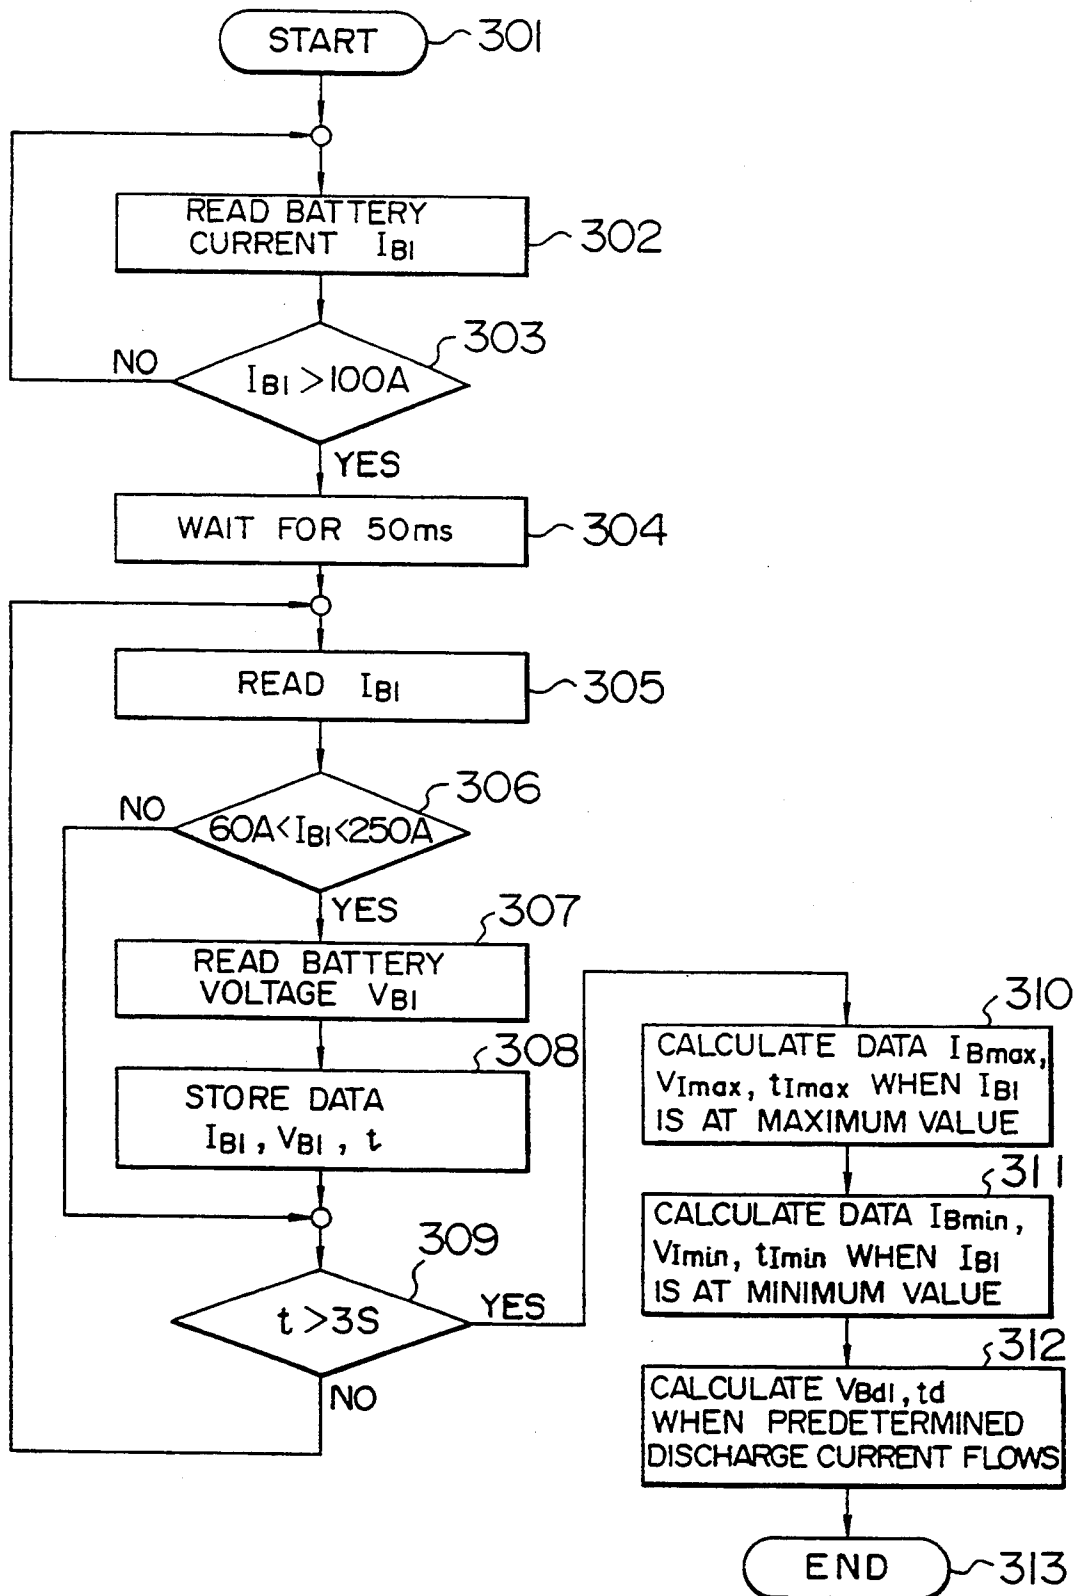 START
301
READ BATTERY
CURRENT IB1
302
303
IB1 >100A
NO
YES
WAIT FOR 50ms
304
READ IB1
305
306
NO
60A<IB1<250A
YES
307
READ BATTERY
VOLTAGE VB1
308
STORE DATA
IB1, VB1, t
309
t >3S
YES
NO
310
CALCULATE DATA IBmax,
VImax, tImax WHEN IB1
IS AT MAXIMUM VALUE
311
CALCULATE DATA IBmin,
VImin, tImin WHEN IB1
IS AT MINIMUM VALUE
312
CALCULATE VBd1, td
WHEN PREDETERMINED
DISCHARGE CURRENT FLOWS
END
313